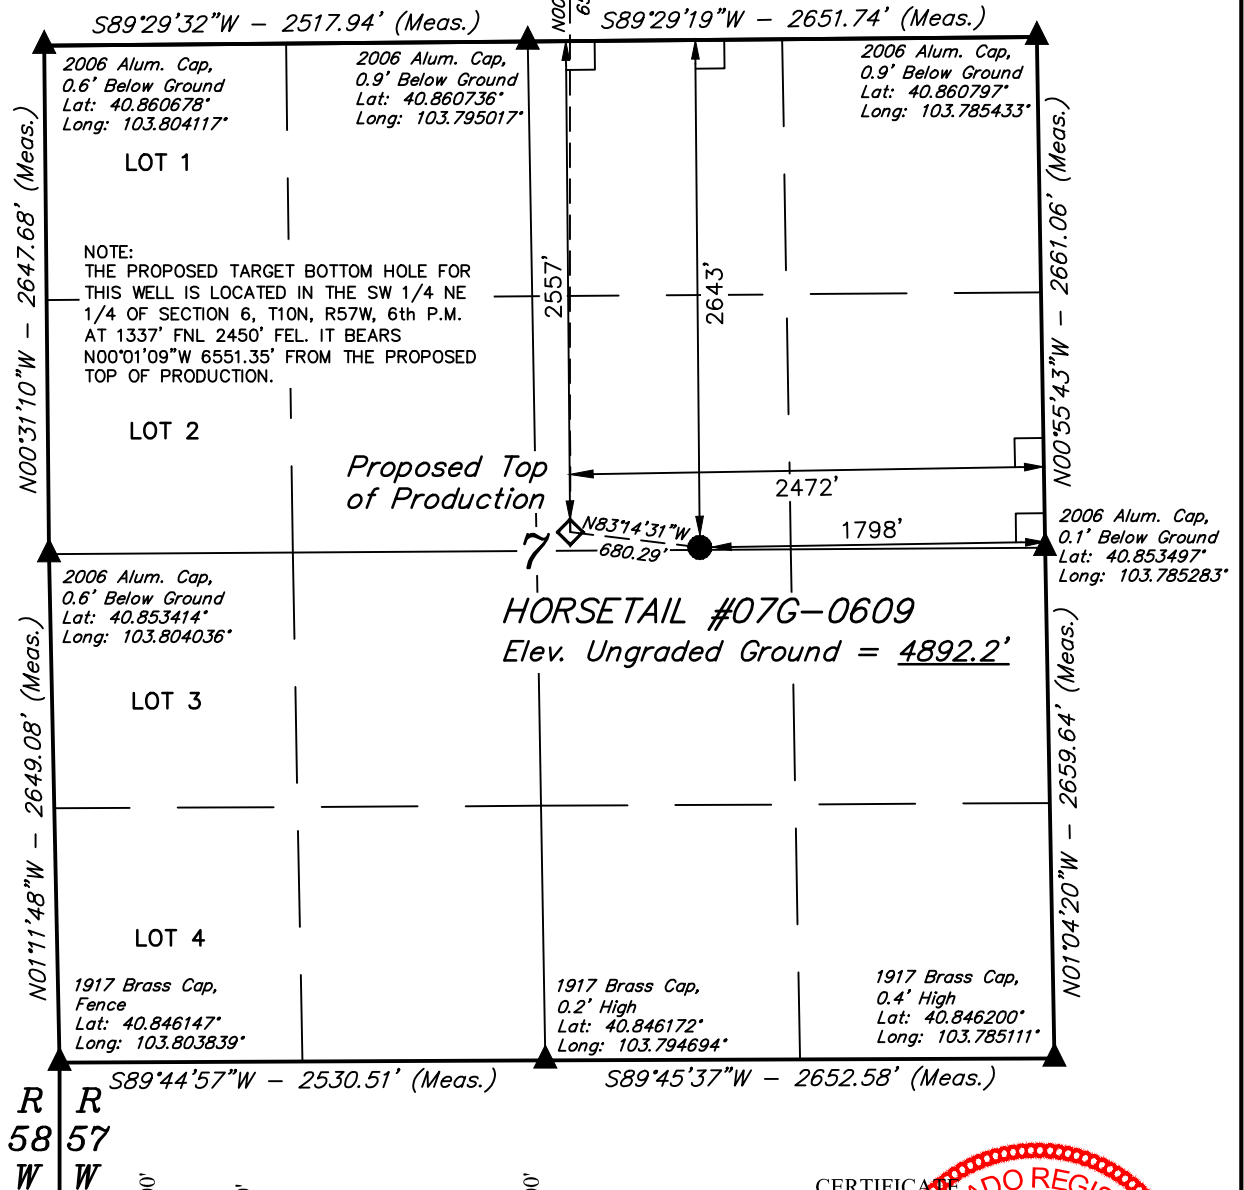 S89°29'32"W - 2517.94' (Meas.)
S89°29'19"W - 2651.74' (Meas.)
N00
65
2006 Alum. Cap,
0.6' Below Ground
Lat: 40.860678°
Long: 103.804117°
2006 Alum. Cap,
0.9' Below Ground
Lat: 40.860736°
Long: 103.795017°
2006 Alum. Cap,
0.9' Below Ground
Lat: 40.860797°
Long: 103.785433°
LOT 1
N00°31'10"W - 2647.68' (Meas.)
N00°55'43"W - 2661.06' (Meas.)
NOTE:
THE PROPOSED TARGET BOTTOM HOLE FOR
THIS WELL IS LOCATED IN THE SW 1/4 NE
1/4 OF SECTION 6, T10N, R57W, 6th P.M.
AT 1337' FNL 2450' FEL. IT BEARS
N00°01'09"W 6551.35' FROM THE PROPOSED
TOP OF PRODUCTION.
2557'
2643'
LOT 2
Proposed Top
of Production
2472'
N83°14'31"W
680.29'
1798'
7
2006 Alum. Cap,
0.1' Below Ground
Lat: 40.853497°
Long: 103.785283°
2006 Alum. Cap,
0.6' Below Ground
Lat: 40.853414°
Long: 103.804036°
HORSETAIL #07G-0609
Elev. Ungraded Ground = 4892.2'
LOT 3
N01°11'48"W - 2649.08' (Meas.)
N01°04'20"W - 2659.64' (Meas.)
LOT 4
1917 Brass Cap,
Fence
Lat: 40.846147°
Long: 103.803839°
1917 Brass Cap,
0.2' High
Lat: 40.846172°
Long: 103.794694°
1917 Brass Cap,
0.4' High
Lat: 40.846200°
Long: 103.785111°
S89°44'57"W - 2530.51' (Meas.)
S89°45'37"W - 2652.58' (Meas.)
R R
58 57
W W
CERTIFICATE